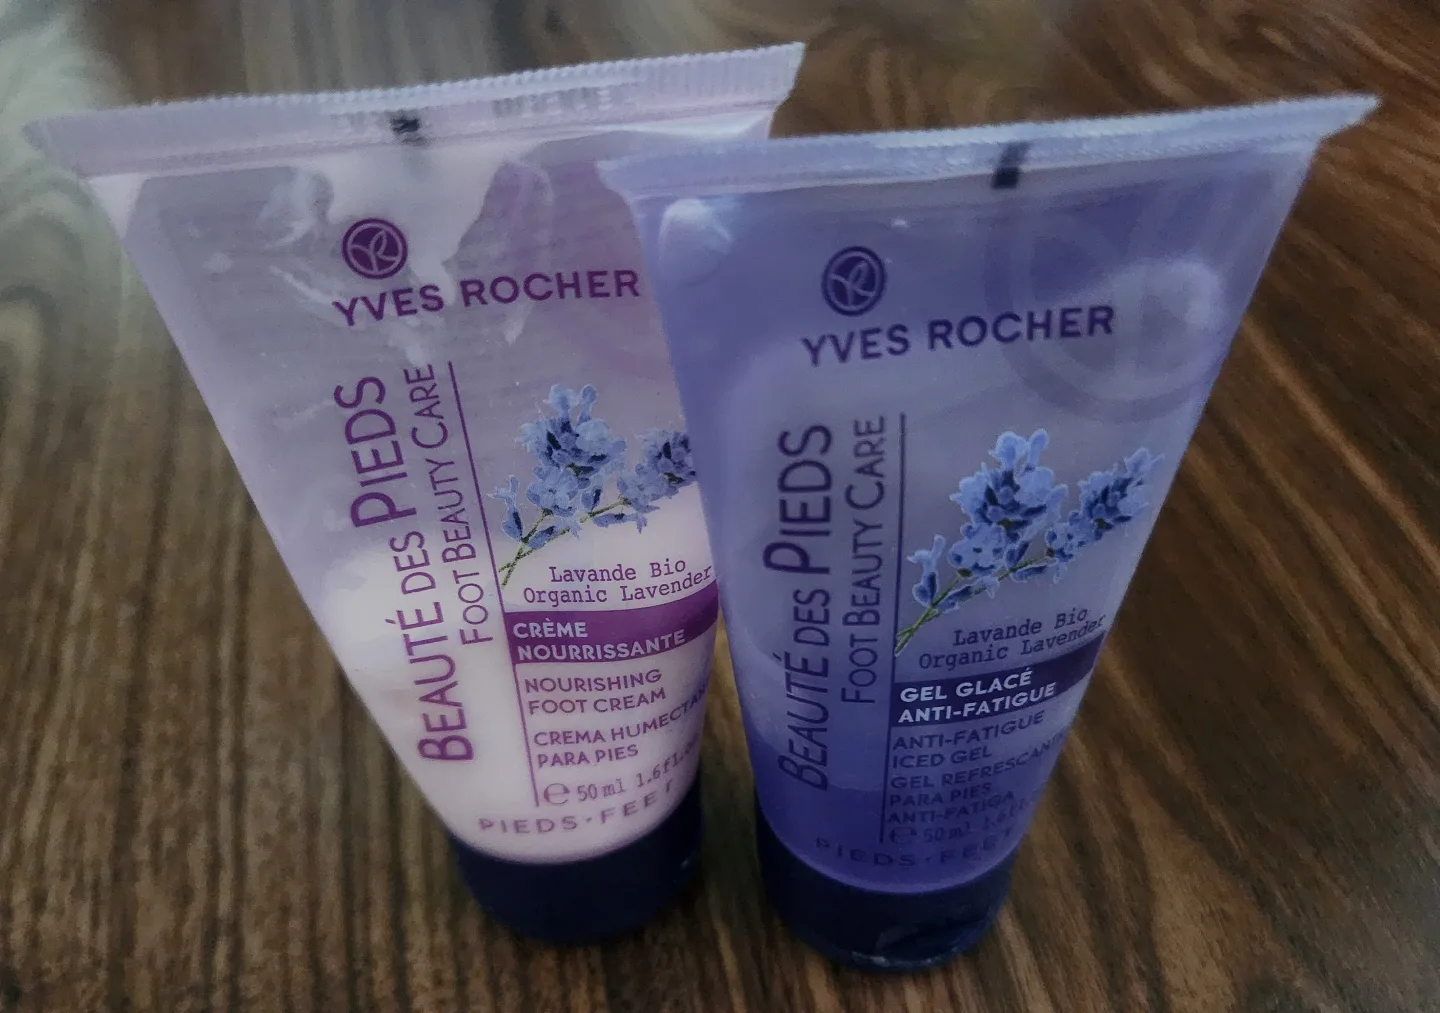 YVES ROCHER
BEAUTÉ DES PIEDS
FOOT BEAUTY CARE
Lavande Bio
Organic Lavender
CRÈME
NOURRISSANTE
NOURISHING
FOOT CREAM
CREMA
PARA PIES
℮ 50 ml 1.6 fl.
PIEDS • FEET
YVES ROCHER
BEAUTÉ DES PIEDS
FOOT BEAUTY CARE
Lavande Bio
Organic Lavender
GEL GLACÉ
ANTI-FATIGUE
ANTI-FATIGUE
ICED GEL
GEL
PARA PIES
ANTI-FATIGA
℮ 50 ml
PIEDS • FEET